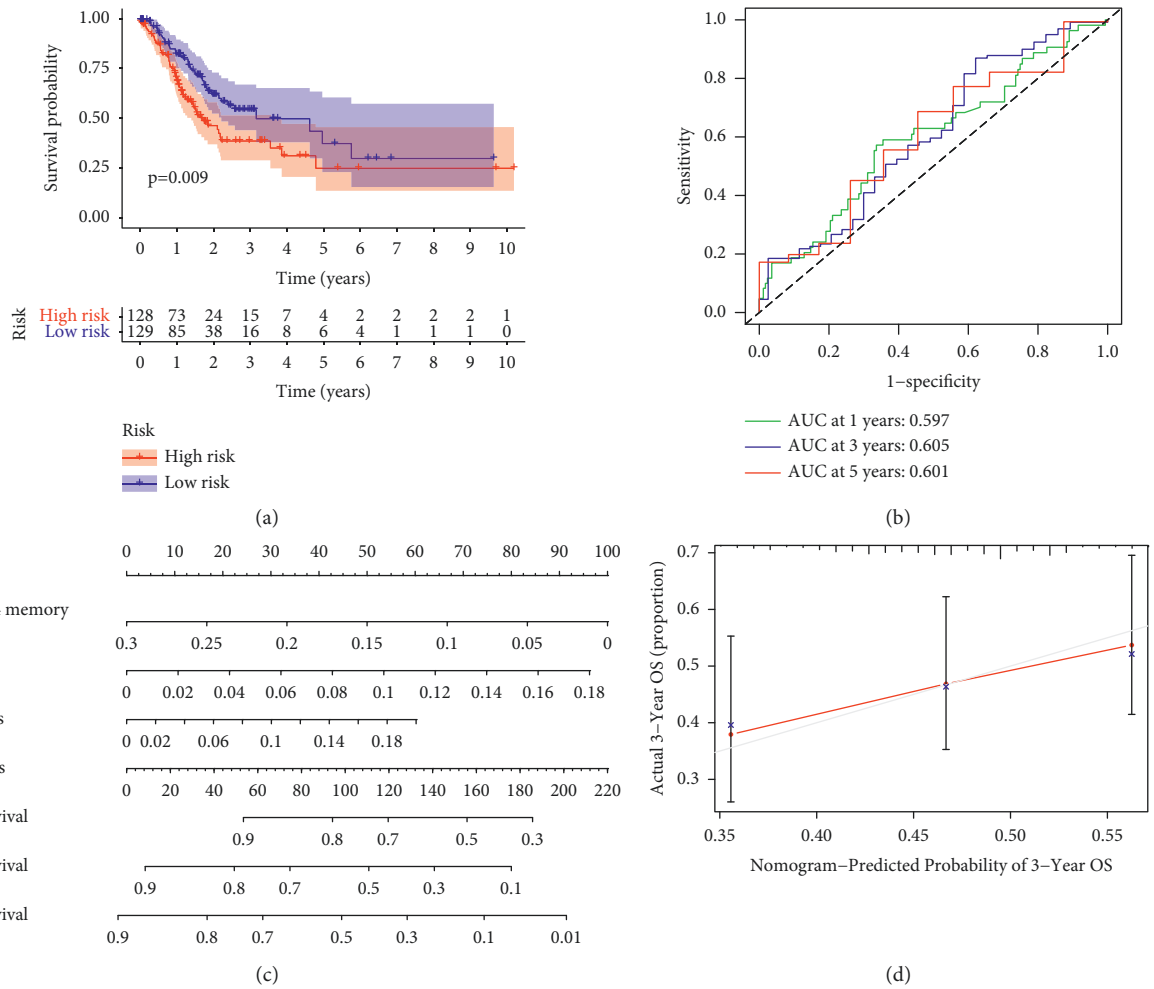 1.00
0.75
0.50
0.25
0.00
Survival probability
p=0.009
0 1 2 3 4 5 6 7 8 9 10
Time (years)
Risk
High risk 128 73 24 15 7 4 2 2 2 2 1
Low risk 129 85 38 16 8 6 4 1 1 1 0
0 1 2 3 4 5 6 7 8 9 10
Time (years)
Risk
High risk
Low risk
(a)
1.0
0.8
0.6
0.4
0.2
0.0
Sensitivity
0.0 0.2 0.4 0.6 0.8 1.0
1−specificity
AUC at 1 years: 0.597
AUC at 3 years: 0.605
AUC at 5 years: 0.601
(b)
0 10 20 30 40 50 60 70 80 90 100
memory
0.3 0.25 0.2 0.15 0.1 0.05 0
0 0.02 0.04 0.06 0.08 0.1 0.12 0.14 0.16 0.18
s
0 0.02 0.06 0.1 0.14 0.18
s
0 20 40 60 80 100 120 140 160 180 200 220
vival
0.9 0.8 0.7 0.5 0.3
vival
0.9 0.8 0.7 0.5 0.3 0.1
vival
0.9 0.8 0.7 0.5 0.3 0.1 0.01
(c)
0.7
0.6
0.5
0.4
0.3
Actual 3−Year OS (proportion)
0.35 0.40 0.45 0.50 0.55
Nomogram−Predicted Probability of 3−Year OS
(d)